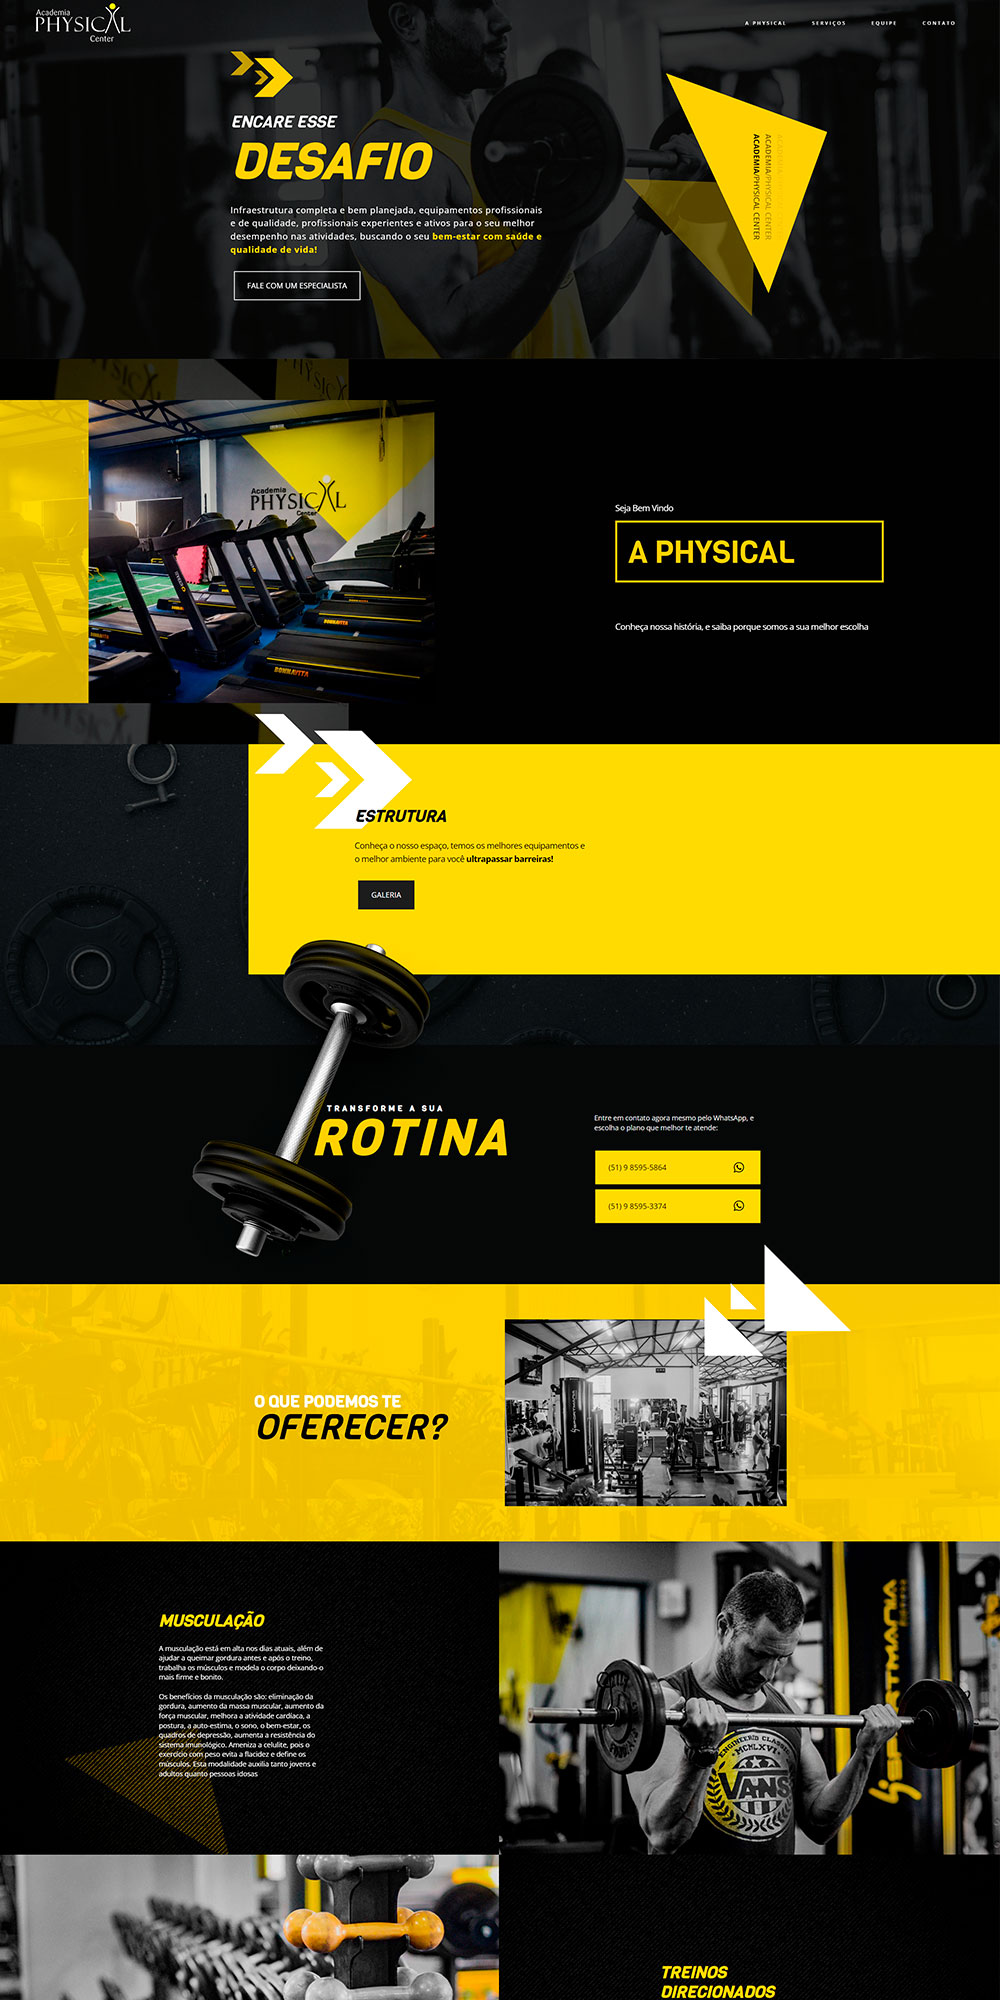 Academia
PHYSICAL
Center
A PHYSICAL
SERVIÇOS
EQUIPE
CONTATO
ENCARE ESSE
DESAFIO
Infraestrutura completa e bem planejada, equipamentos profissionais
e de qualidade, profissionais experientes e ativos para o seu melhor
desempenho nas atividades, buscando o seu bem-estar com saúde e
qualidade de vida!
FALE COM UM ESPECIALISTA
ACADEMIA/PHYSICAL CENTER
ACADEMIA/PHYSICAL CENTER
Academia
PHYSICAL
Center
BONNAVITA
BONNAVITA
Seja Bem Vindo
A PHYSICAL
Conheça nossa história, e saiba porque somos a sua melhor escolha
ESTRUTURA
Conheça o nosso espaço, temos os melhores equipamentos e
o melhor ambiente para você ultrapassar barreiras!
GALERIA
TRANSFORME A SUA
ROTINA
Entre em contato agora mesmo pelo WhatsApp, e
escolha o plano que melhor te atende:
(51) 9 8595-5864
(51) 9 8595-3374
O QUE PODEMOS TE
OFERECER?
MUSCULAÇÃO
A musculação está em alta nos dias atuais, além de
ajudar a queimar gordura antes e após o treino,
trabalha os músculos e modela o corpo deixando-o
mais firme e bonito.
Os benefícios da musculação são: eliminação da
gordura, aumento da massa muscular, aumento da
força muscular, melhora a atividade cardíaca, a
postura, a auto-estima, o sono, o bem-estar, os
quadros de depressão, aumenta a resistência do
sistema imunológico. Ameniza a celulite, pois o
exercício com peso evita a flacidez e define os
músculos. Esta modalidade auxilia tanto jovens e
adultos quanto pessoas idosas
ENGINEERED CLASSICS
MCMLXVI
VANS
SPORTMANIA
TREINOS
DIRECIONADOS